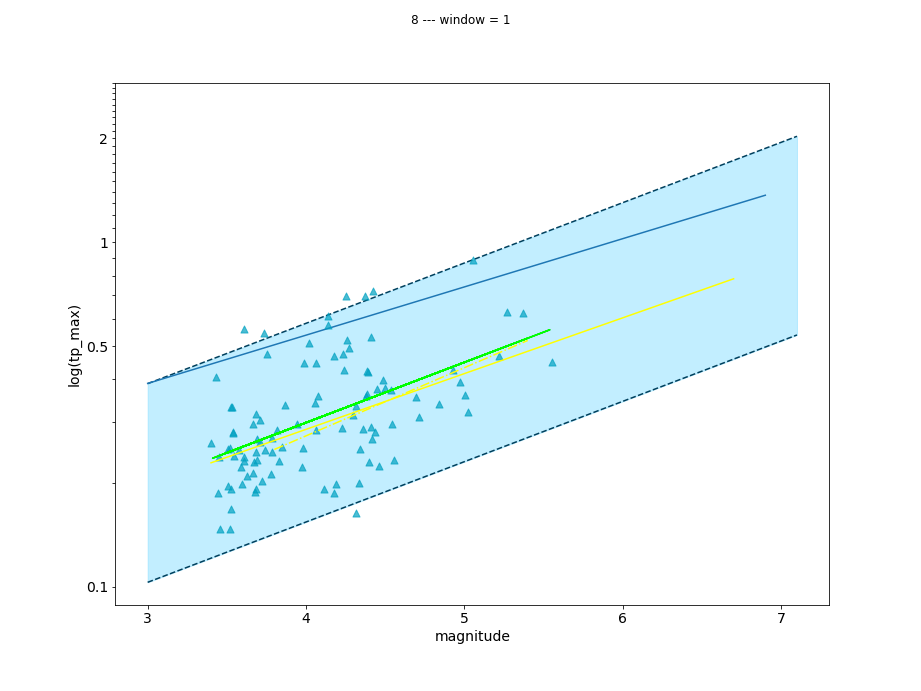 8 --- window = 1
log(tp_max)
2
1
0.5
0.1
3 4 5 6 7
magnitude